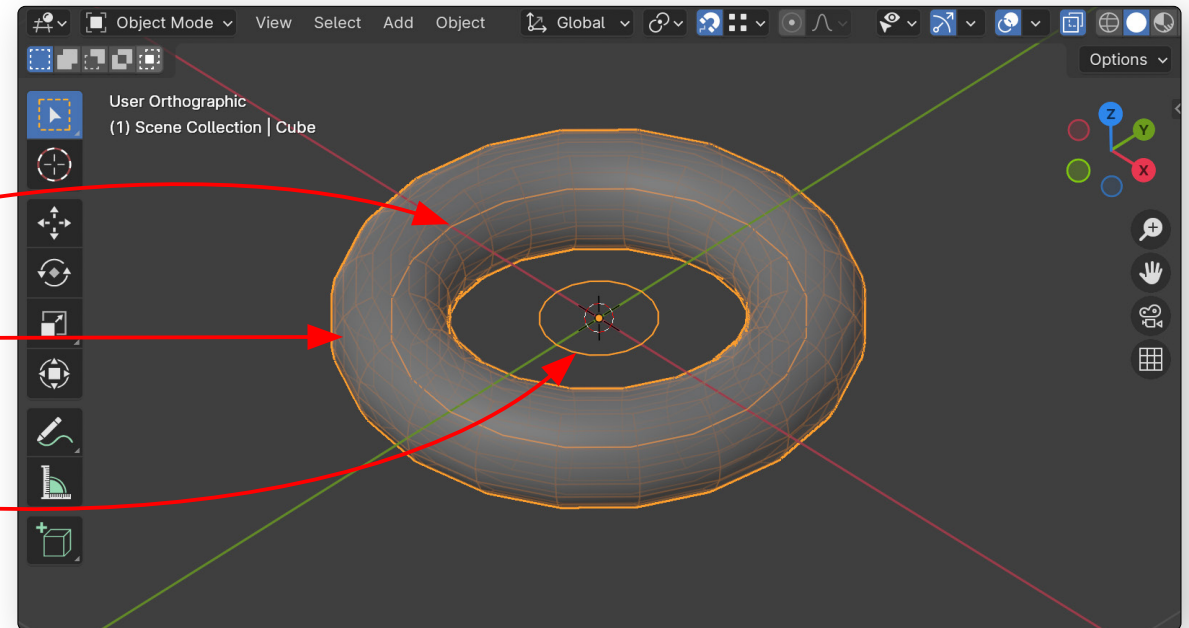 Object Mode View Select Add Object Global
Options
User Orthographic
(1) Scene Collection | Cube
Z
Y
X